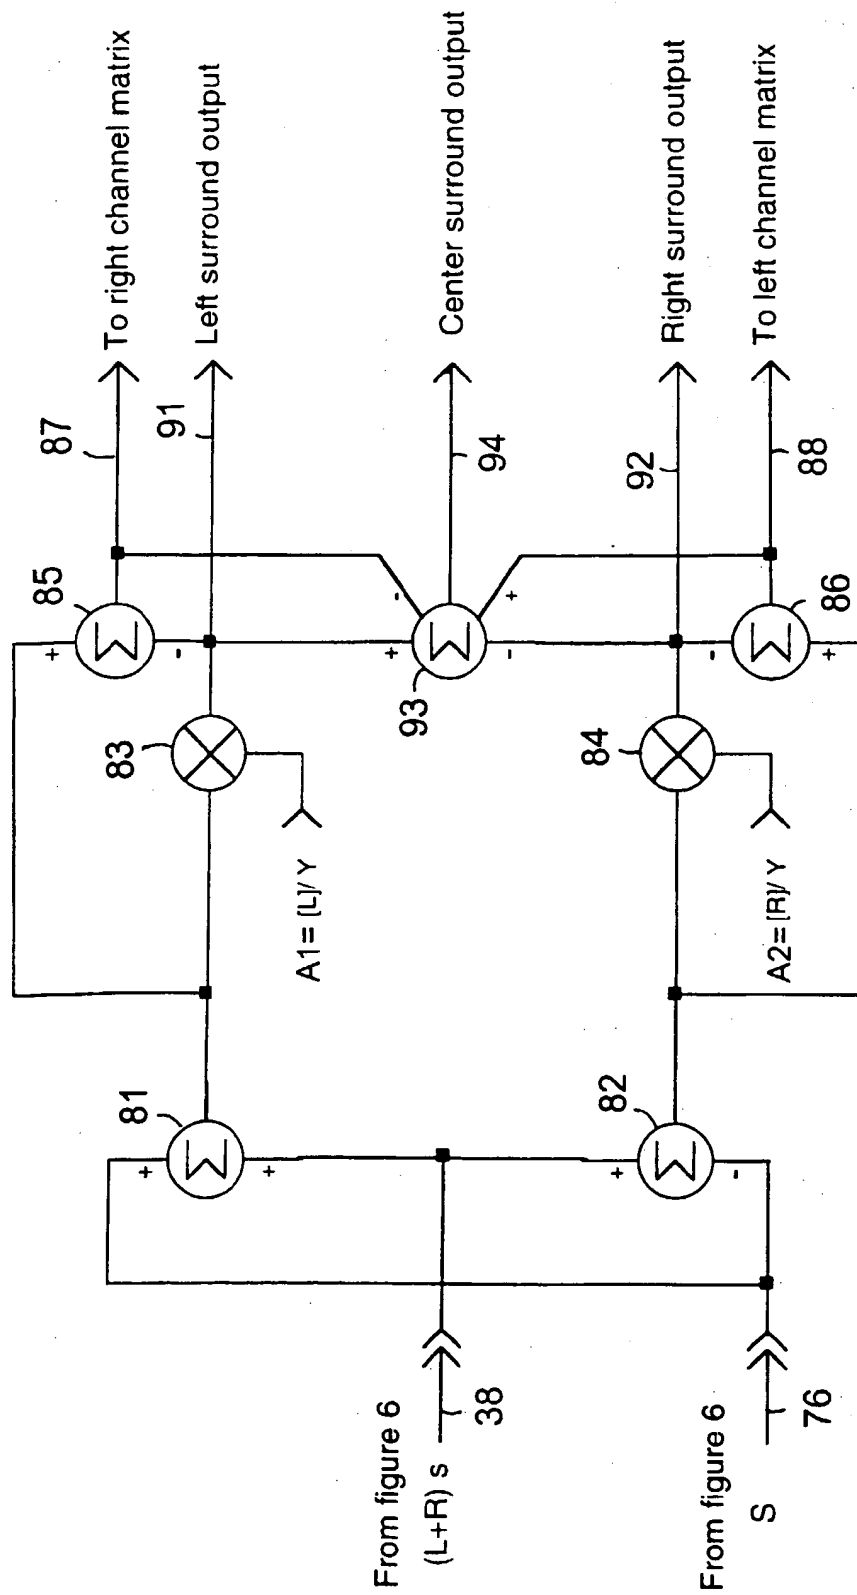 To right channel matrix
87
85
+
-
Left surround output
91
83
A1= [L]/ Y
81
+
+
Center surround output
94
-
+
+
-
93
From figure 6
(L+R) s
38
Right surround output
92
84
A2=[R]/ Y
82
+
-
To left channel matrix
88
86
-
+
From figure 6
S
76